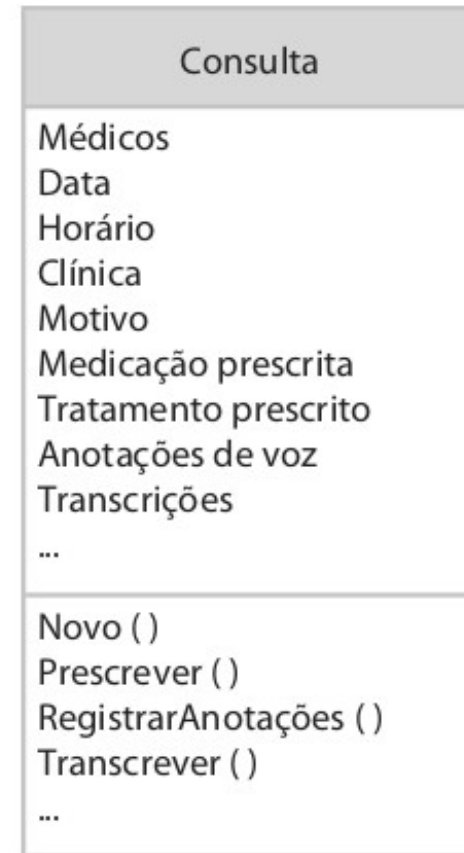 Consulta
Médicos
Data
Horário
Clínica
Motivo
Medicação prescrita
Tratamento prescrito
Anotações de voz
Transcrições
...
Novo ( )
Prescrever ( )
RegistrarAnotações ( )
Transcrever ( )
...